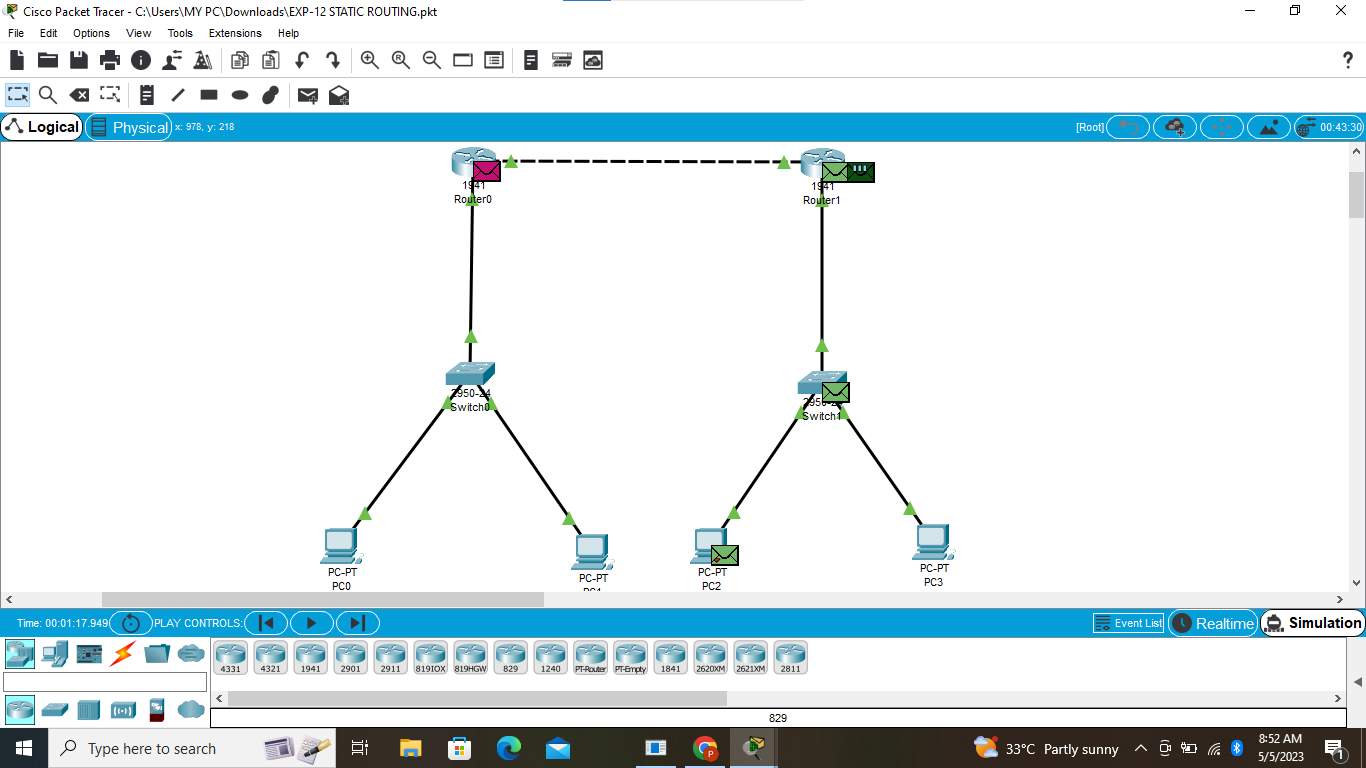 Cisco Packet Tracer - C:\Users\MY PC\Downloads\EXP-12 STATIC ROUTING.pkt
File Edit Options View Tools Extensions Help
Logical Physical x: 978, y: 218 [Root] 00:43:30
1941
Router0
1941
Router1
2950-24
Switch0
Switch1
PC-PT
PC0
PC-PT
PC-PT
PC2
PC-PT
PC3
Time: 00:01:17.949 PLAY CONTROLS: Event List Realtime Simulation
4331 4321 1941 2901 2911 819IOX 819HGW 829 1240 PT-Router PT-Empty 1841 2620XM 2621XM 2811
829
Type here to search
33°C Partly sunny
8:52 AM
5/5/2023
1